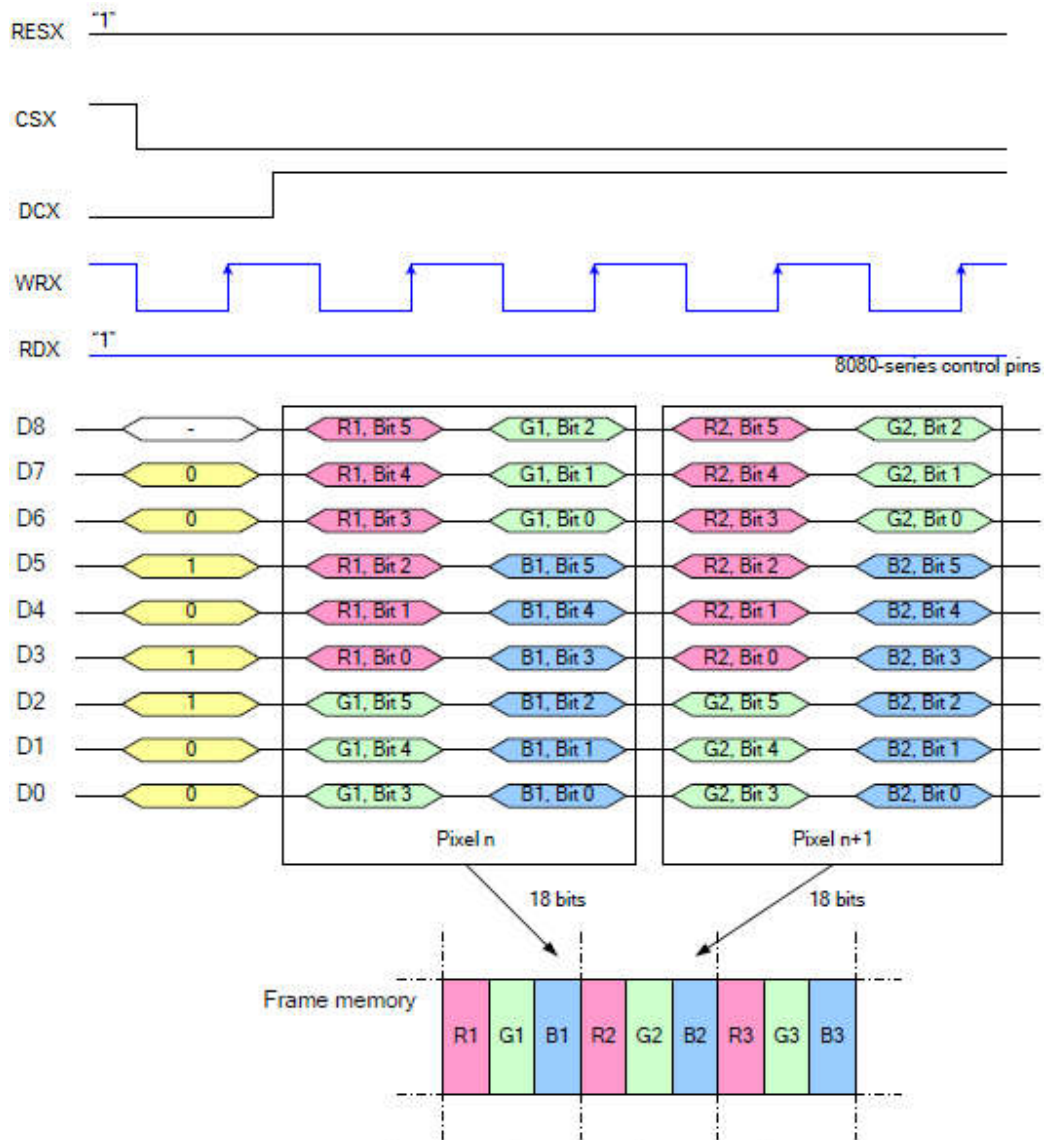 RESX "1"
CSX
DCX
WRX
RDX "1"
8080-series control pins
D8 - R1, Bit 5 G1, Bit 2 R2, Bit 5 G2, Bit 2
D7 0 R1, Bit 4 G1, Bit 1 R2, Bit 4 G2, Bit 1
D6 0 R1, Bit 3 G1, Bit 0 R2, Bit 3 G2, Bit 0
D5 1 R1, Bit 2 B1, Bit 5 R2, Bit 2 B2, Bit 5
D4 0 R1, Bit 1 B1, Bit 4 R2, Bit 1 B2, Bit 4
D3 1 R1, Bit 0 B1, Bit 3 R2, Bit 0 B2, Bit 3
D2 1 G1, Bit 5 B1, Bit 2 G2, Bit 5 B2, Bit 2
D1 0 G1, Bit 4 B1, Bit 1 G2, Bit 4 B2, Bit 1
D0 0 G1, Bit 3 B1, Bit 0 G2, Bit 3 B2, Bit 0
Pixel n Pixel n+1
18 bits 18 bits
Frame memory
R1 G1 B1 R2 G2 B2 R3 G3 B3